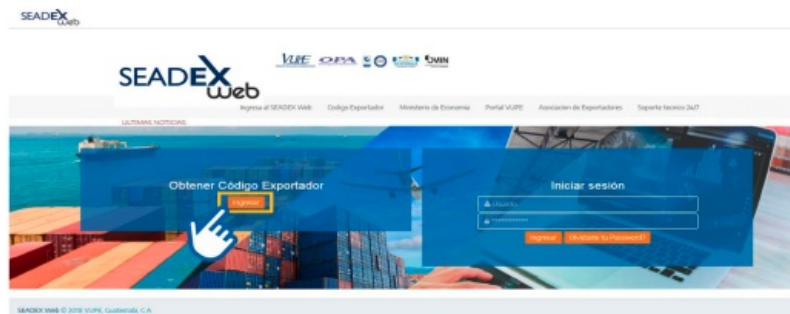 SEADEX
web
SEADEX
web
VUPE OPA OVIN
Ingresa al SEADEX Web Codigo Exportador Ministerio de Economia Portal VUPE Asociacion de Exportadores Soporte tecnico 24/7
ULTIMAS NOTICIAS
Obtener Código Exportador
Ingresar
Iniciar sesión
Usuario
************
Ingresar Olvidaste tu Password?
SEADEX Web © 2018 VUPE, Guatemala, C.A.